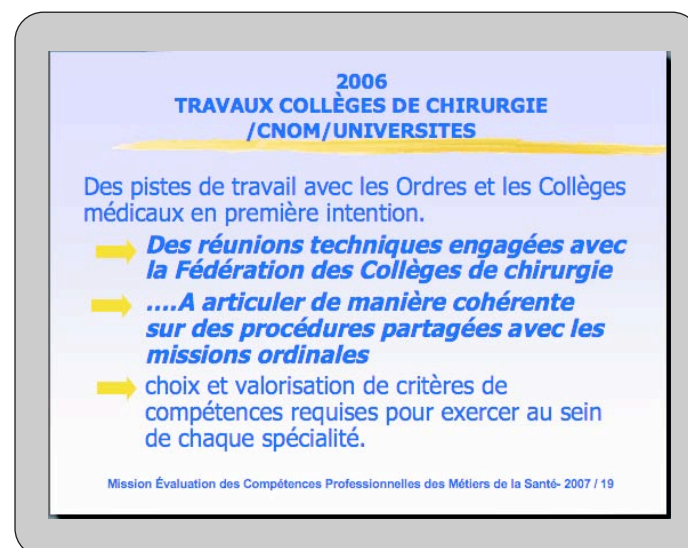 2006
TRAVAUX COLLÈGES DE CHIRURGIE
/CNOM/UNIVERSITES
Des pistes de travail avec les Ordres et les Collèges
médicaux en première intention.
Des réunions techniques engagées avec
la Fédération des Collèges de chirurgie
....A articuler de manière cohérente
sur des procédures partagées avec les
missions ordinales
choix et valorisation de critères de
compétences requises pour exercer au sein
de chaque spécialité.
Mission Évaluation des Compétences Professionnelles des Métiers de la Santé- 2007 / 19